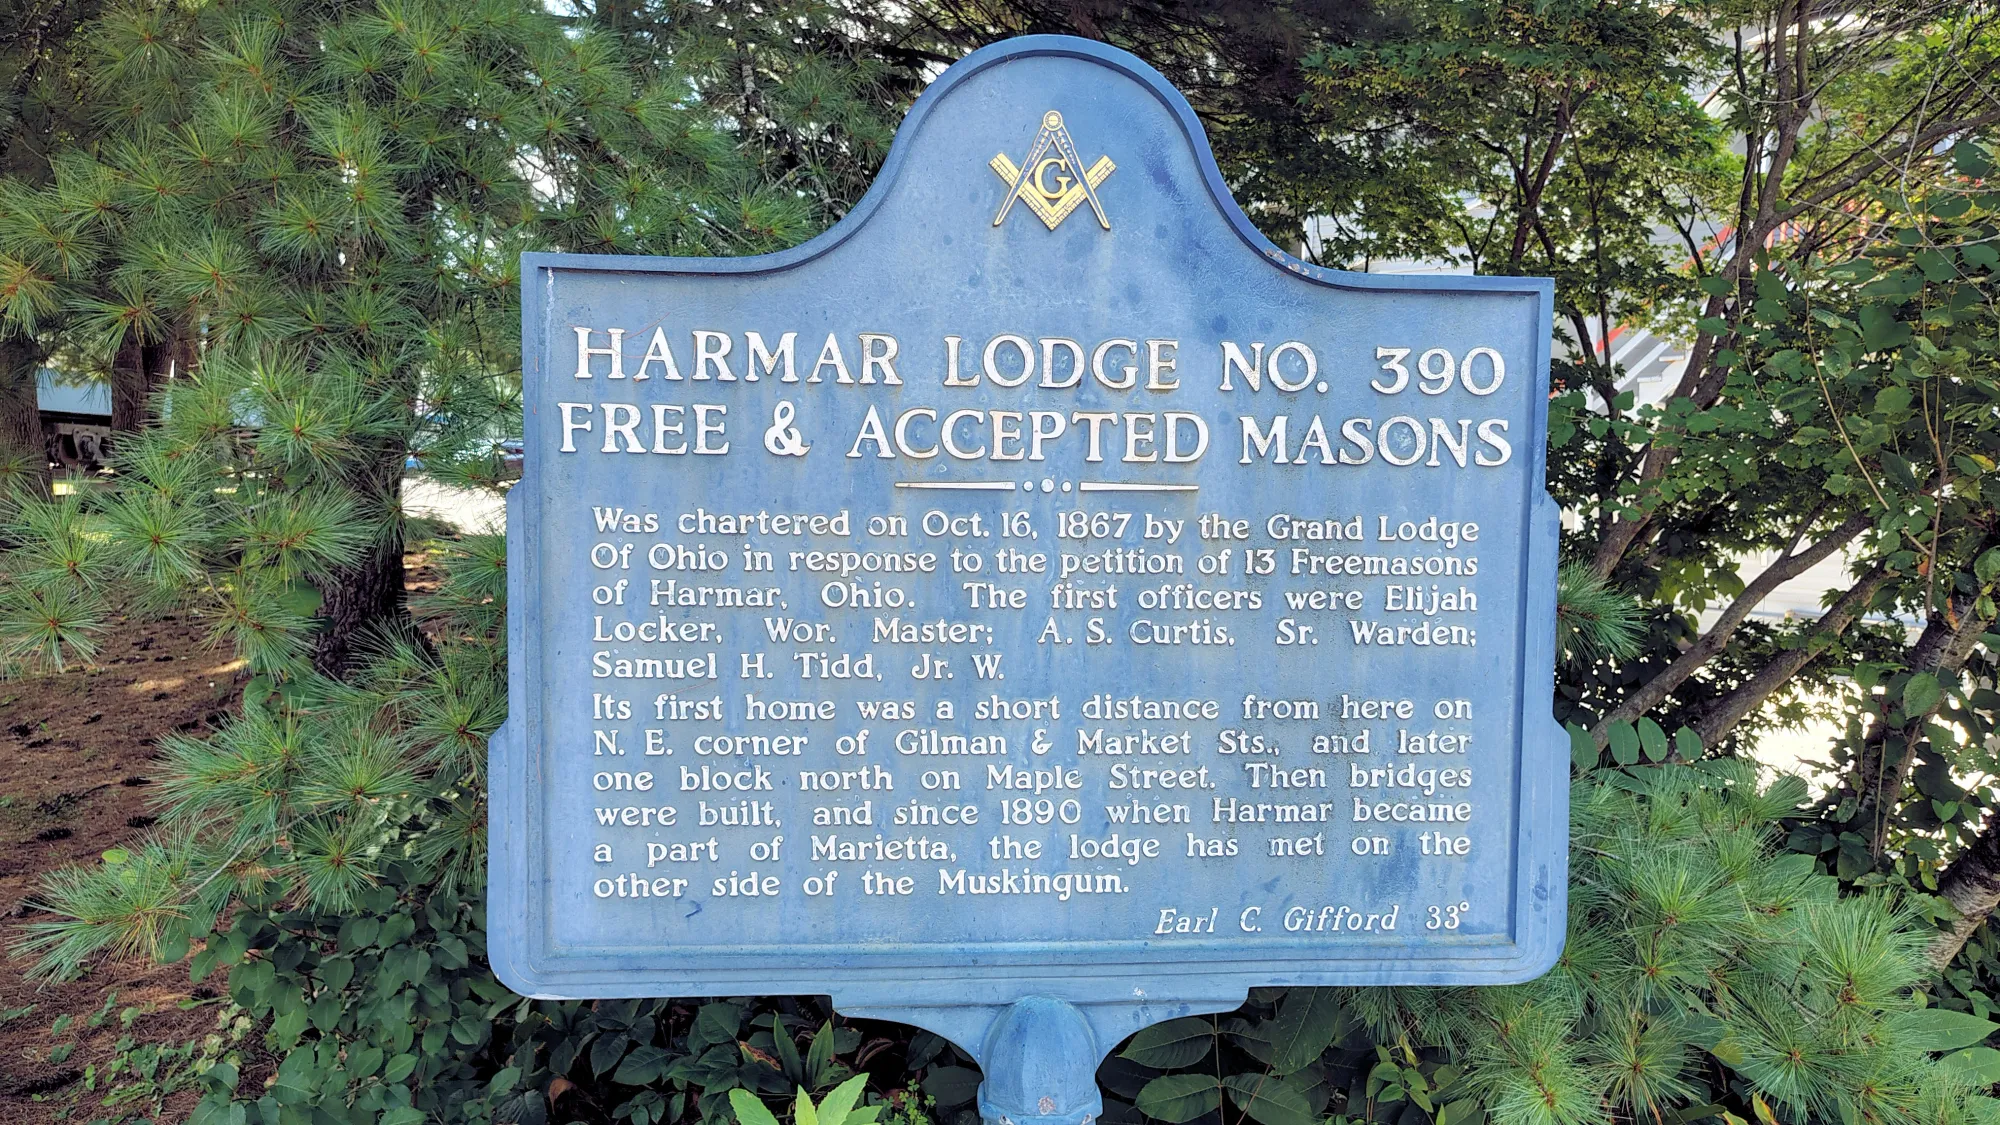 G
HARMAR LODGE NO. 390
FREE & ACCEPTED MASONS
Was chartered on Oct. 16, 1867 by the Grand Lodge
Of Ohio in response to the petition of 13 Freemasons
of Harmar, Ohio. The first officers were Elijah
Locker, Wor. Master; A. S. Curtis, Sr. Warden;
Samuel H. Tidd, Jr. W.
Its first home was a short distance from here on
N. E. corner of Gilman & Market Sts., and later
one block north on Maple Street. Then bridges
were built, and since 1890 when Harmar became
a part of Marietta, the lodge has met on the
other side of the Muskingum.
Earl C. Gifford 33°